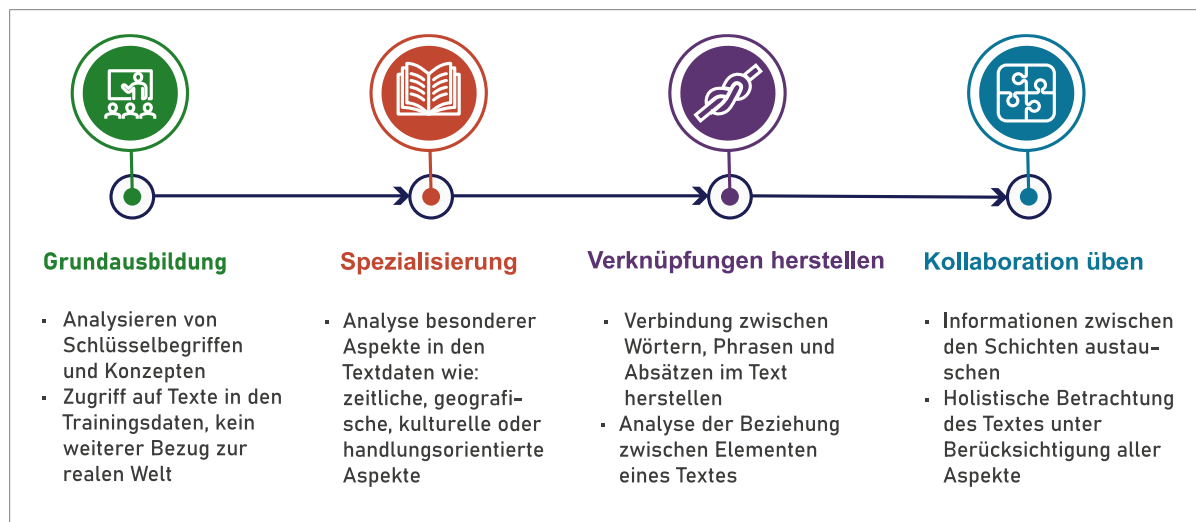 Grundausbildung
▪ Analysieren von
Schlüsselbegriffen
und Konzepten
▪ Zugriff auf Texte in den
Trainingsdaten, kein
weiterer Bezug zur
realen Welt
Spezialisierung
▪ Analyse besonderer
Aspekte in den
Textdaten wie:
zeitliche, geografi-
sche, kulturelle oder
handlungsorientierte
Aspekte
Verknüpfungen herstellen
▪ Verbindung zwischen
Wörtern, Phrasen und
Absätzen im Text
herstellen
▪ Analyse der Beziehung
zwischen Elementen
eines Textes
Kollaboration üben
▪ Informationen zwischen
den Schichten austau-
schen
▪ Holistische Betrachtung
des Textes unter
Berücksichtigung aller
Aspekte